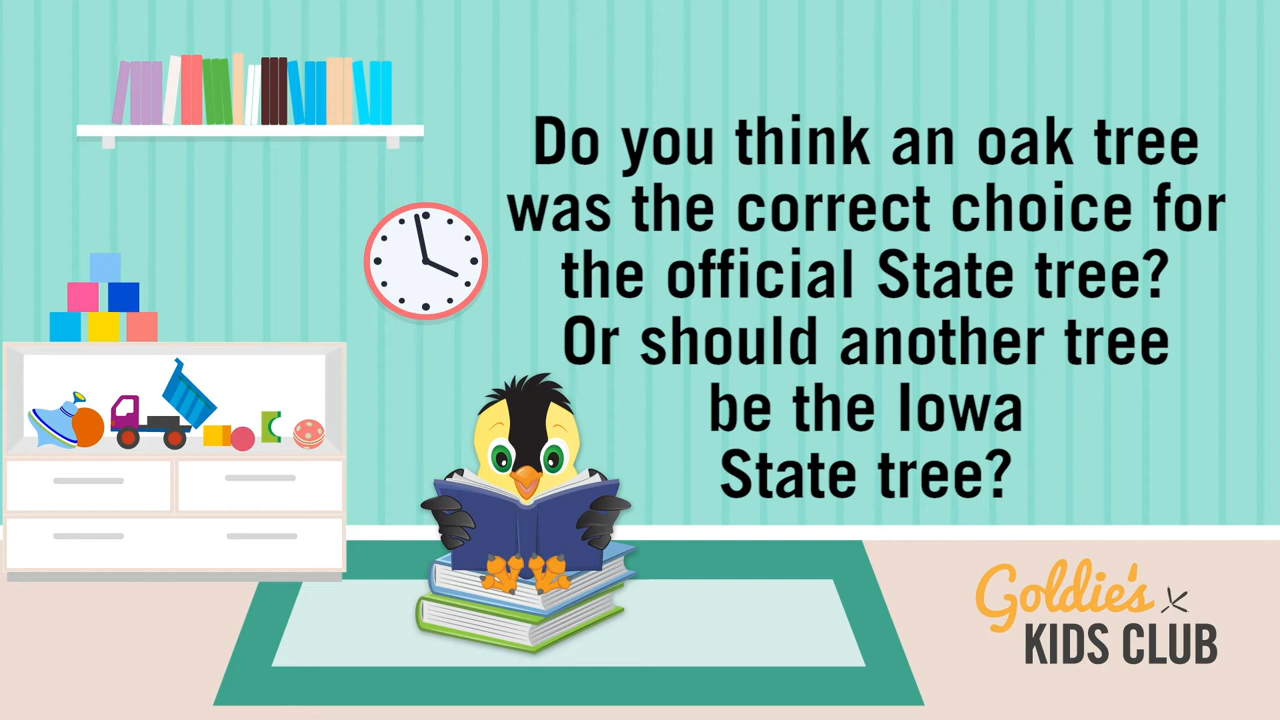 Do you think an oak tree
was the correct choice for
the official State tree?
Or should another tree
be the Iowa
State tree?
Goldie's
KIDS CLUB